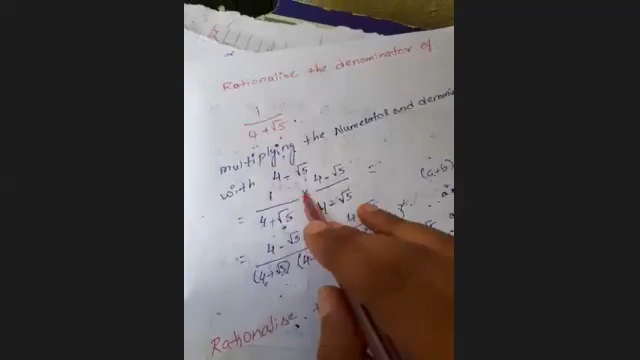 Rationalise the denominator of
1
4+√5
multiplying the Numerator and denomi
with 4-√5
= 1/(4+√5) × (4-√5)/(4-√5) = (a+b)
= 4-√5
(4+√5) (4-
Rationalise